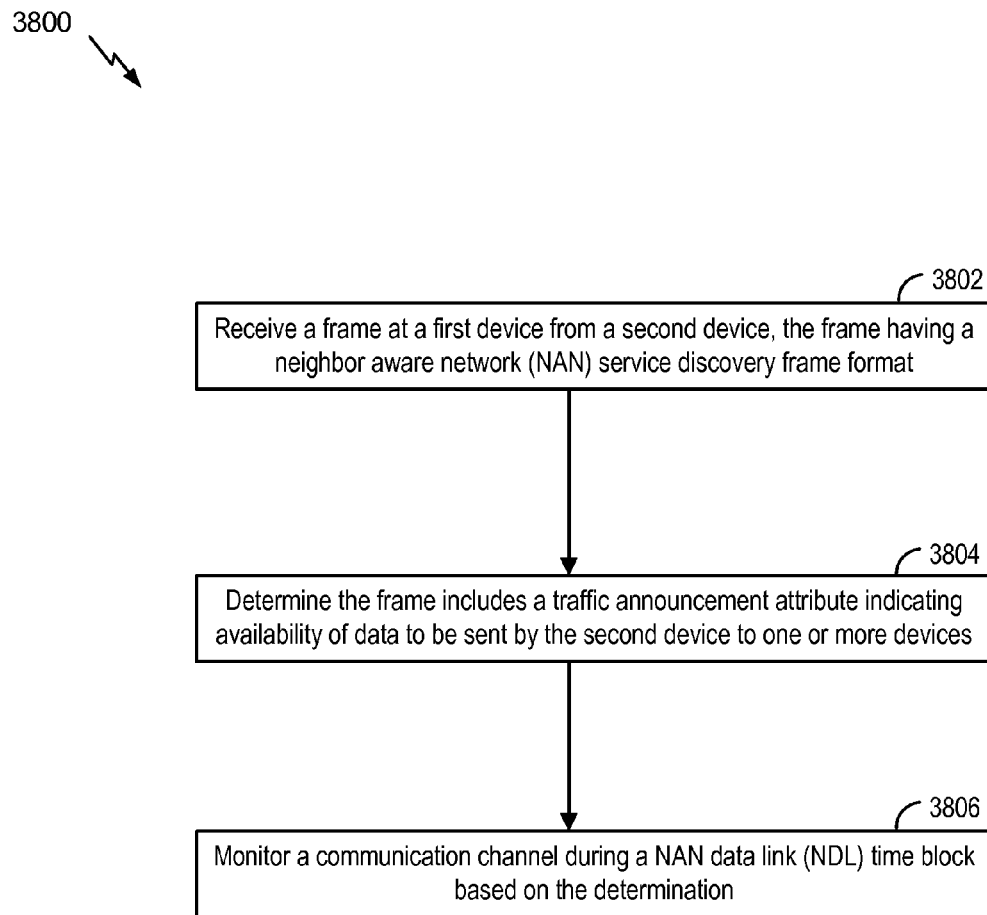 3800
3802
Receive a frame at a first device from a second device, the frame having a
neighbor aware network (NAN) service discovery frame format
3804
Determine the frame includes a traffic announcement attribute indicating
availability of data to be sent by the second device to one or more devices
3806
Monitor a communication channel during a NAN data link (NDL) time block
based on the determination